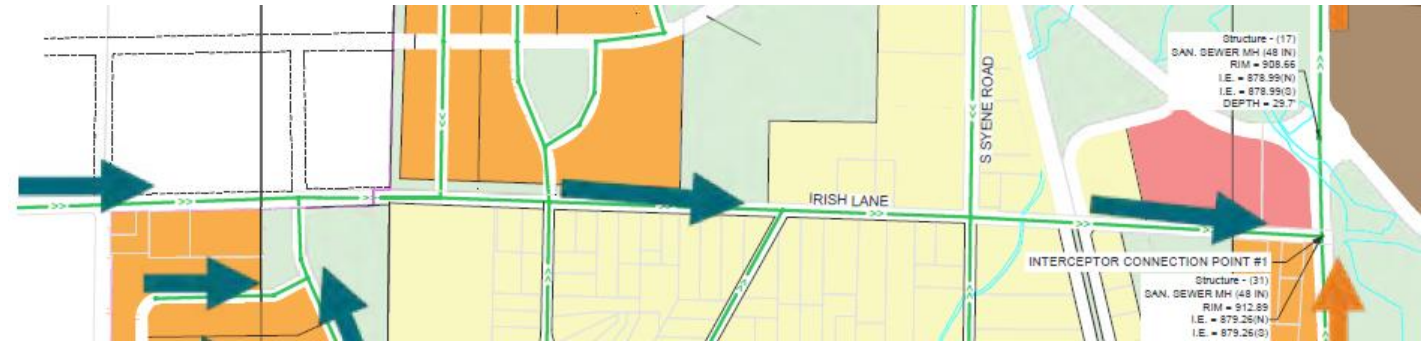 Structure - (17)
SAN. SEWER MH (48 IN)
RIM = 908.66
I.E. = 878.99(N)
I.E. = 878.99(S)
DEPTH = 29.7'
S SYENE ROAD
IRISH LANE
INTERCEPTOR CONNECTION POINT #1
Structure - (31)
SAN. SEWER MH (48 IN)
RIM = 912.89
I.E. = 879.26(N)
I.E. = 879.26(S)